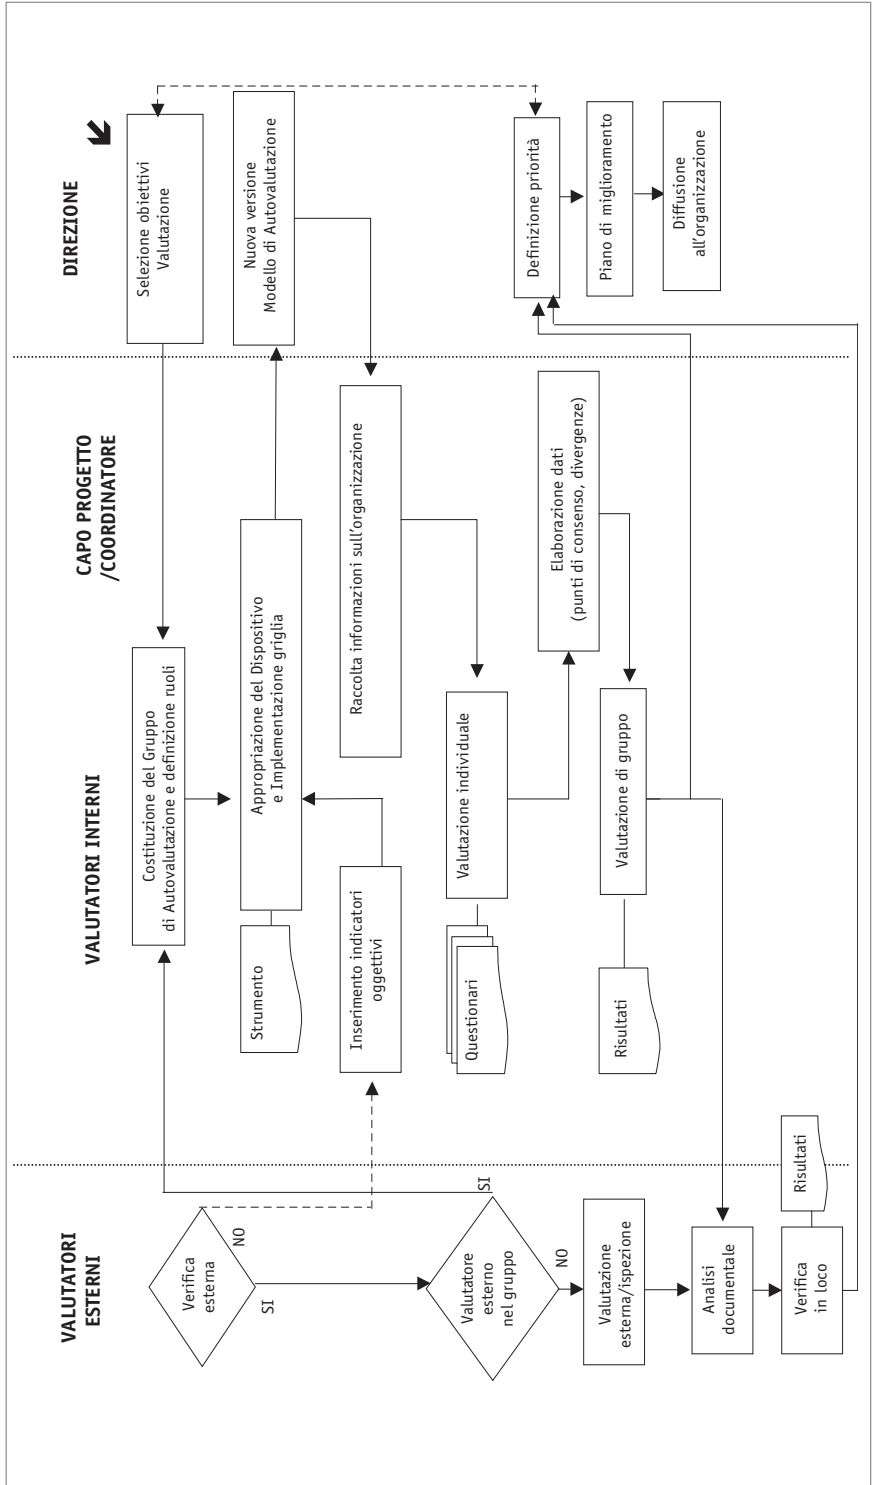 VALUTATORI
ESTERNI
VALUTATORI INTERNI
CAPO PROGETTO
/COORDINATORE
DIREZIONE
Verifica
esterna
NO
SI
Valutatore
esterno
nel gruppo
SI
NO
Valutazione
esterna/ispezione
Analisi
documentale
Verifica
in loco
Risultati
Costituzione del Gruppo
di Autovalutazione e definizione ruoli
Strumento
Appropriazione del Dispositivo
e Implementazione griglia
Inserimento indicatori
oggettivi
Raccolta informazioni sull'organizzazione
Questionari
Valutazione individuale
Elaborazione dati
(punti di consenso, divergenze)
Risultati
Valutazione di gruppo
Selezione obiettivi
Valutazione
Nuova versione
Modello di Autovalutazione
Definizione priorità
Piano di miglioramento
Diffusione
all'organizzazione